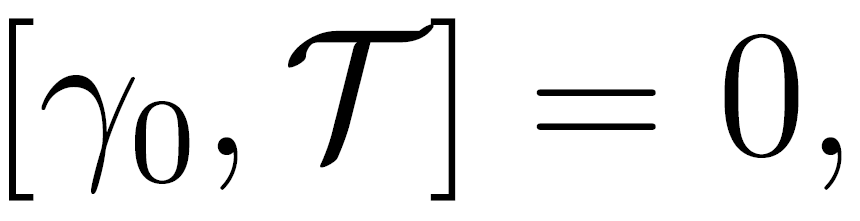 [γ₀, 𝒯] = 0,